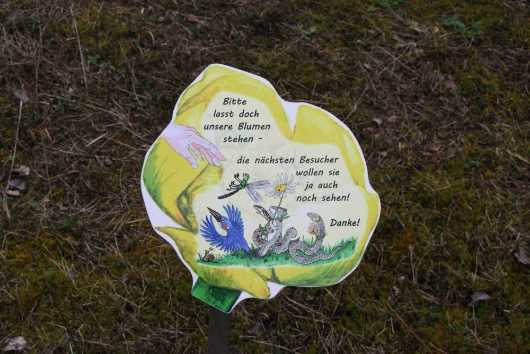 Bitte
lasst doch
unsere Blumen
stehen -
die nächsten Besucher
wollen sie
ja auch
noch sehen!
Danke!